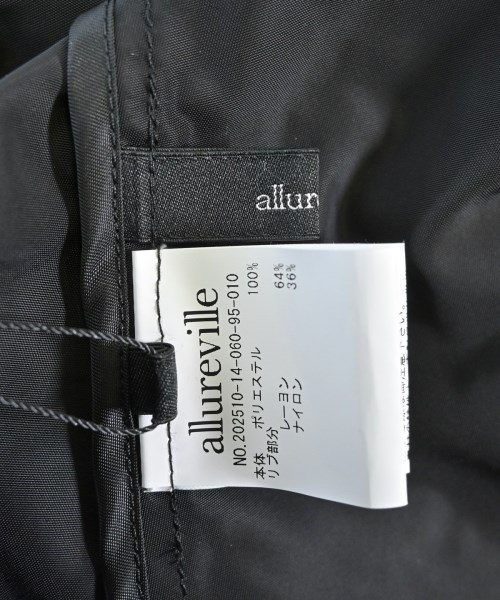 allur
allureville
NO.202510-14-060-95-010
本体 ポリエステル 100%
リブ部分
レーヨン 64%
ナイロン 36%